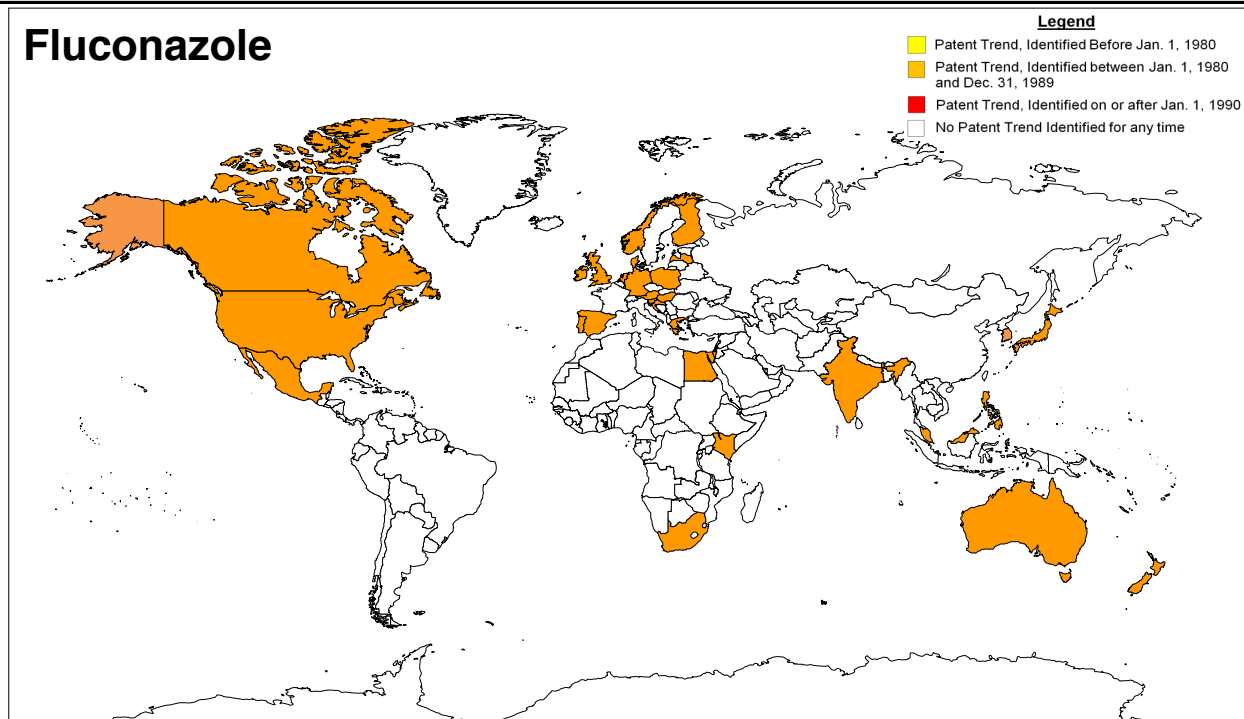 Fluconazole
Legend
Patent Trend, Identified Before Jan. 1, 1980
Patent Trend, Identified between Jan. 1, 1980
and Dec. 31, 1989
Patent Trend, Identified on or after Jan. 1, 1990
No Patent Trend Identified for any time